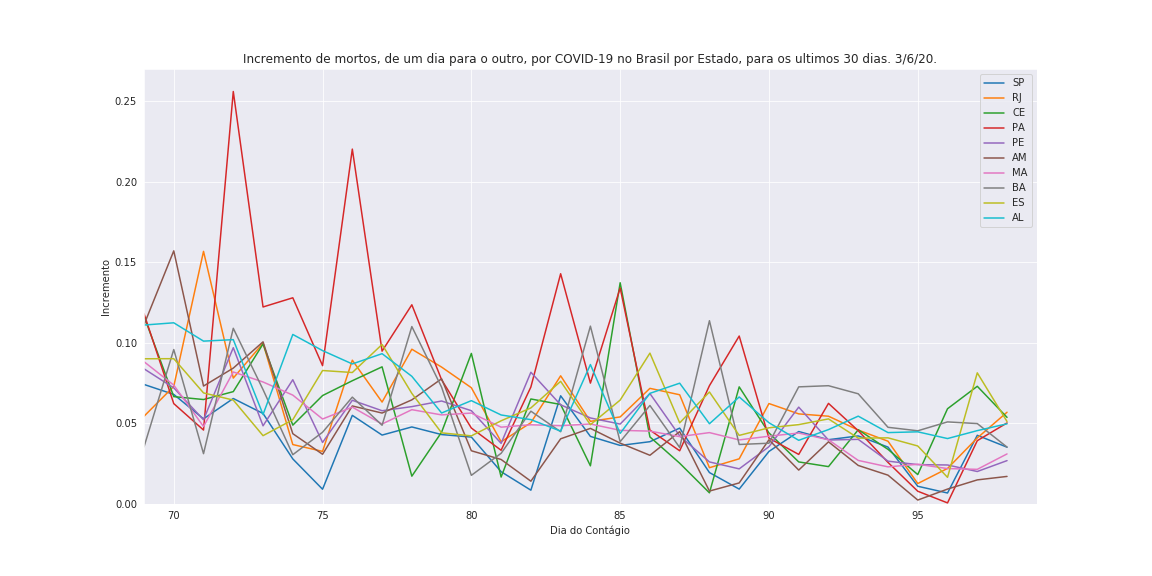 Incremento de mortos, de um dia para o outro, por COVID-19 no Brasil por Estado, para os ultimos 30 dias. 3/6/20.
SP
RJ
CE
PA
PE
AM
MA
BA
ES
AL
Incremento
0.25
0.20
0.15
0.10
0.05
0.00
70 75 80 85 90 95
Dia do Contágio